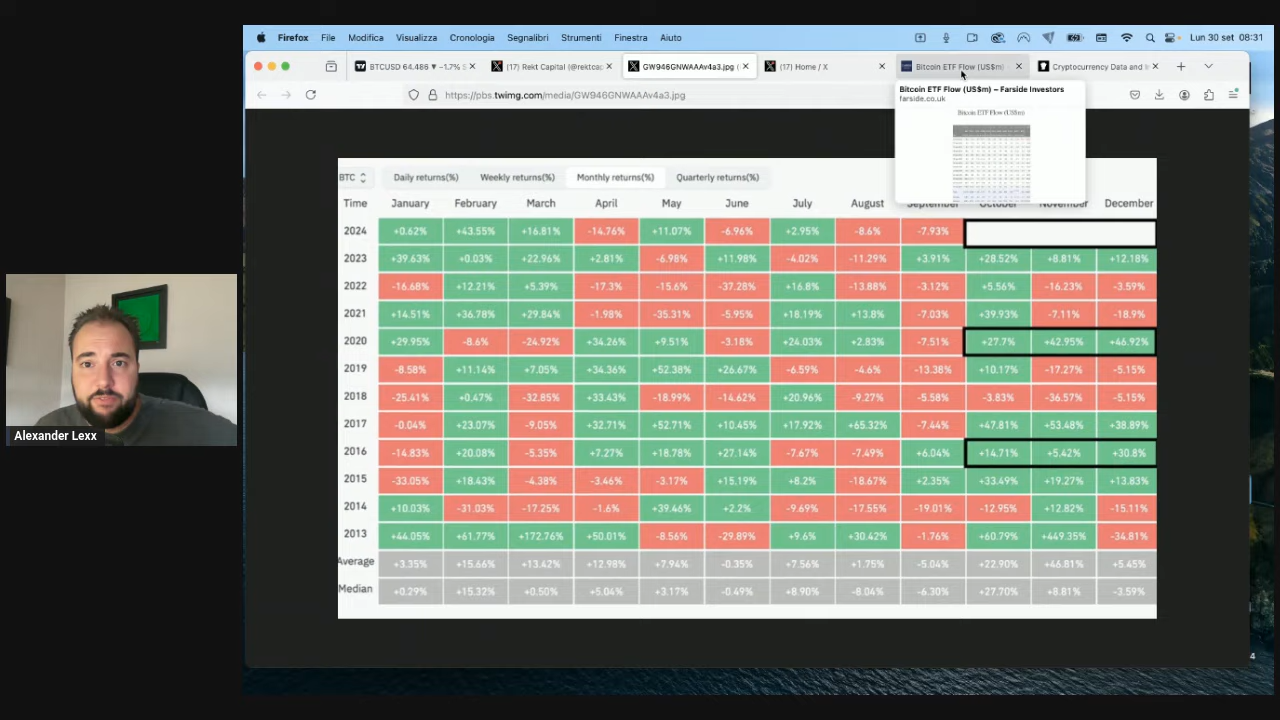 Firefox File Modifica Visualizza Cronologia Segnalibri Strumenti Finestra Aiuto Lun 30 set 08:31
BTCUSD 64.486 ▼ -1.7% S (17) Rekt Capital (@rektcap GW946GNWAAAv4a3.jpg ( (17) Home / X Bitcoin ETF Flow (US$m) Cryptocurrency Data and
https://pbs.twimg.com/media/GW946GNWAAAv4a3.jpg
Bitcoin ETF Flow (US$m) – Farside Investors
farside.co.uk
Bitcoin ETF Flow (US$m)
BTC Daily returns(%) Weekly returns(%) Monthly returns(%) Quarterly returns(%)
Time January February March April May June July August September October November December
2024 +0.62% +43.55% +16.81% -14.76% +11.07% -6.96% +2.95% -8.6% -7.93%
2023 +39.63% +0.03% +22.96% +2.81% -6.98% +11.98% -4.02% -11.29% +3.91% +28.52% +8.81% +12.18%
2022 -16.68% +12.21% +5.39% -17.3% -15.6% -37.28% +16.8% -13.88% -3.12% +5.56% -16.23% -3.59%
2021 +14.51% +36.78% +29.84% -1.98% -35.31% -5.95% +18.19% +13.8% -7.03% +39.93% -7.11% -18.9%
2020 +29.95% -8.6% -24.92% +34.26% +9.51% -3.18% +24.03% +2.83% -7.51% +27.7% +42.95% +46.92%
2019 -8.58% +11.14% +7.05% +34.36% +52.38% +26.67% -6.59% -4.6% -13.38% +10.17% -17.27% -5.15%
2018 -25.41% +0.47% -32.85% +33.43% -18.99% -14.62% +20.96% -9.27% -5.58% -3.83% -36.57% -5.15%
2017 -0.04% +23.07% -9.05% +32.71% +52.71% +10.45% +17.92% +65.32% -7.44% +47.81% +53.48% +38.89%
2016 -14.83% +20.08% -5.35% +7.27% +18.78% +27.14% -7.67% -7.49% +6.04% +14.71% +5.42% +30.8%
2015 -33.05% +18.43% -4.38% -3.46% -3.17% +15.19% +8.2% -18.67% +2.35% +33.49% +19.27% +13.83%
2014 +10.03% -31.03% -17.25% -1.6% +39.46% +2.2% -9.69% -17.55% -19.01% -12.95% +12.82% -15.11%
2013 +44.05% +61.77% +172.76% +50.01% -8.56% -29.89% +9.6% +30.42% -1.76% +60.79% +449.35% -34.81%
Average +3.35% +15.66% +13.42% +12.98% +7.94% -0.35% +7.56% +1.75% -5.04% +22.90% +46.81% +5.45%
Median +0.29% +15.32% +0.50% +5.04% +3.17% -0.49% +8.90% -8.04% -6.30% +27.70% +8.81% -3.59%
Alexander Lexx